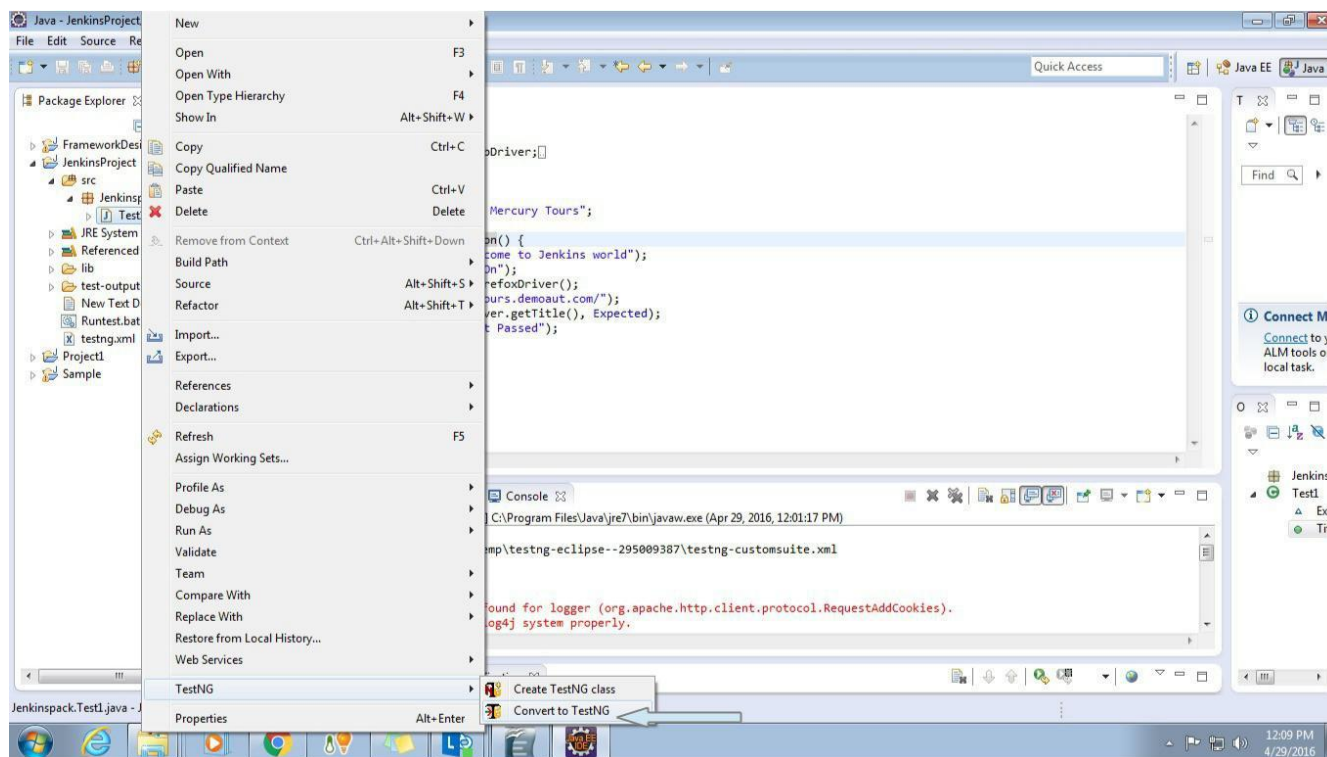 Java - JenkinsProject
File Edit Source Re
Quick Access
Java EE
Java
Package Explorer
FrameworkDesi
JenkinsProject
src
Jenkinsp
Test
JRE System
Referenced
lib
test-output
New Text D
Runtest.bat
testng.xml
Project1
Sample
New
Open F3
Open With
Open Type Hierarchy F4
Show In Alt+Shift+W
Copy Ctrl+C
Copy Qualified Name
Paste Ctrl+V
Delete Delete
Remove from Context Ctrl+Alt+Shift+Down
Build Path
Source Alt+Shift+S
Refactor Alt+Shift+T
Import...
Export...
References
Declarations
Refresh F5
Assign Working Sets...
Profile As
Debug As
Run As
Validate
Team
Compare With
Replace With
Restore from Local History...
Web Services
TestNG
Properties Alt+Enter
Create TestNG class
Convert to TestNG
oDriver;
Mercury Tours";
on() {
come to Jenkins world");
On");
refoxDriver();
ours.demoaut.com/");
ver.getTitle(), Expected);
t Passed");
Console
] C:\Program Files\Java\jre7\bin\javaw.exe (Apr 29, 2016, 12:01:17 PM)
emp\testng-eclipse--295009387\testng-customsuite.xml
found for logger (org.apache.http.client.protocol.RequestAddCookies).
log4j system properly.
T
Find
Connect M
Connect to y
ALM tools o
local task.
O
Jenkins
Test1
Ex
Ti
Jenkinspack.Test1.java - J
12:09 PM
4/29/2016